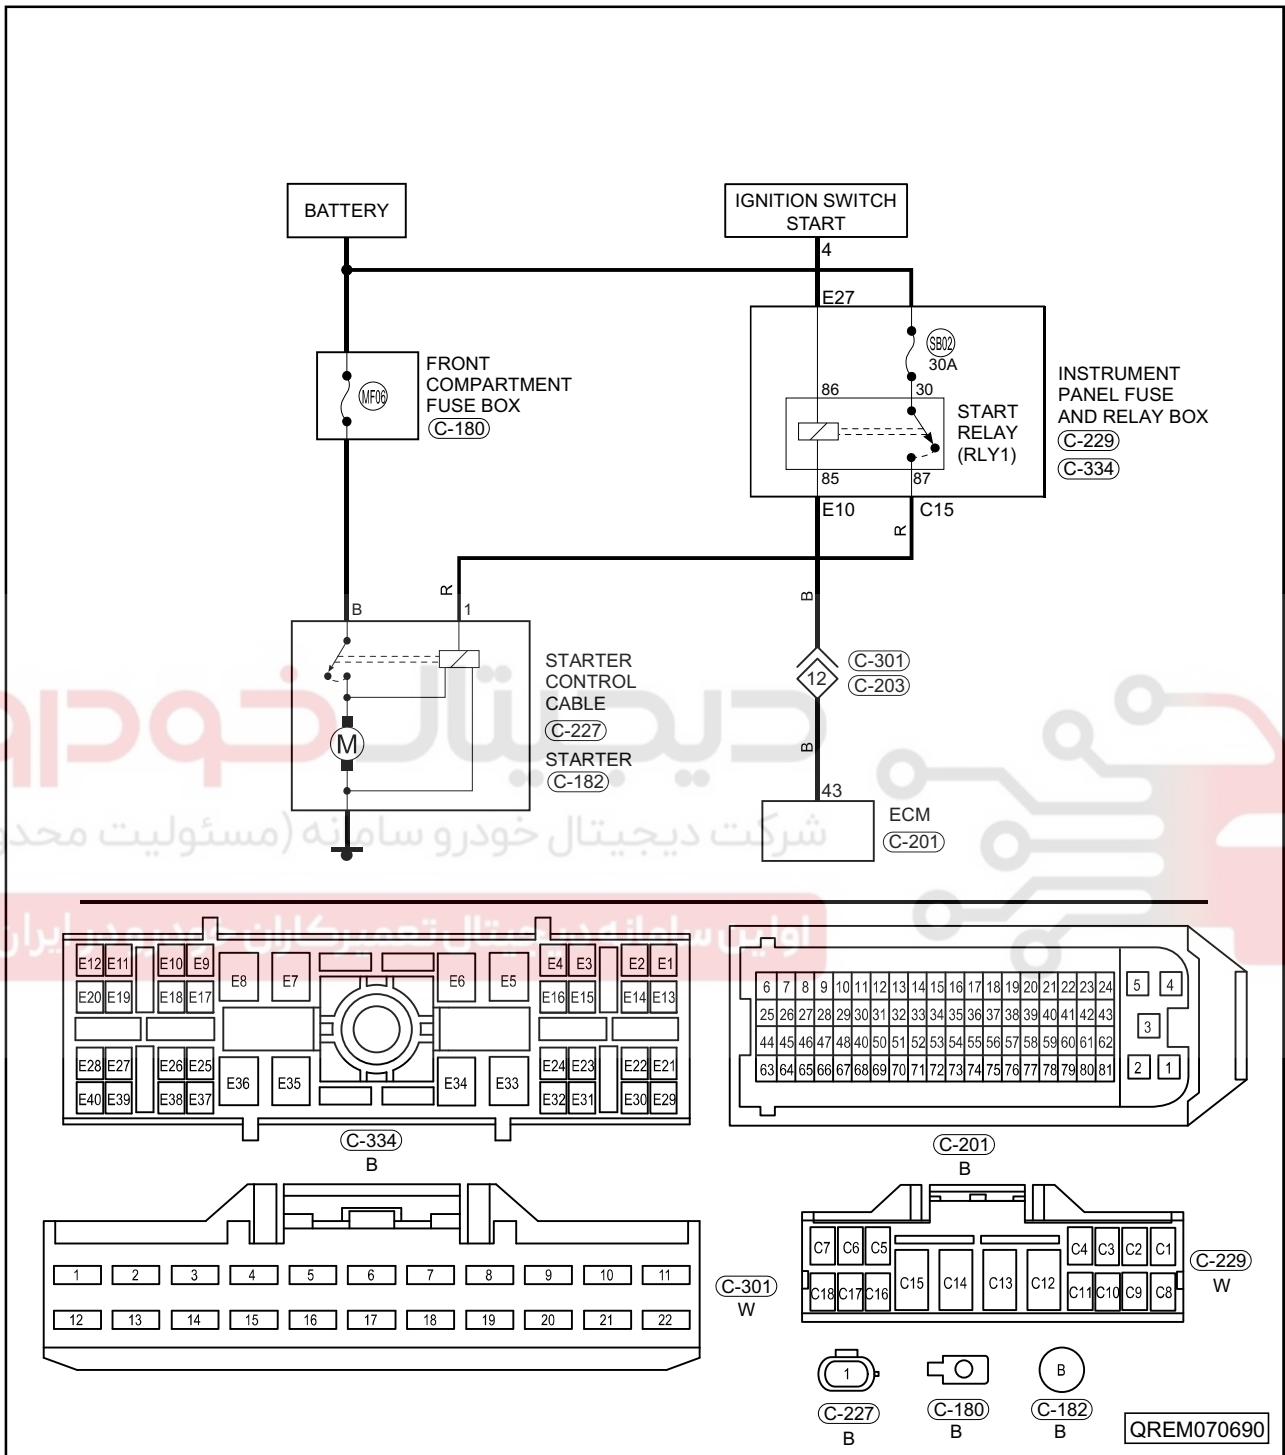 BATTERY
IGNITION SWITCH
START
4
E27
SB02
30A
FRONT
COMPARTMENT
FUSE BOX
C-180
MF06
86
30
START
RELAY
(RLY1)
INSTRUMENT
PANEL FUSE
AND RELAY BOX
C-229
C-334
85
87
E10
C15
R
R
B
1
B
STARTER
CONTROL
CABLE
C-227
STARTER
C-182
M
12
C-301
C-203
B
43
ECM
C-201
دیجیتال خودرو
شرکت دیجیتال خودرو سامانه (مسئولیت محدو
اولین سامانه دیجیتال تعمیرکاران خودرو در ایران
E12 E11 E10 E9 E8 E7 E6 E5 E4 E3 E2 E1
E20 E19 E18 E17 E16 E15 E14 E13
E28 E27 E26 E25 E36 E35 E34 E33 E24 E23 E22 E21
E40 E39 E38 E37 E32 E31 E30 E29
C-334
B
6 7 8 9 10 11 12 13 14 15 16 17 18 19 20 21 22 23 24 5 4
25 26 27 28 29 30 31 32 33 34 35 36 37 38 39 40 41 42 43 3
44 45 46 47 48 40 50 51 52 53 54 55 56 57 58 59 60 61 62
63 64 65 66 67 68 69 70 71 72 73 74 75 76 77 78 79 80 81 2 1
C-201
B
1 2 3 4 5 6 7 8 9 10 11
12 13 14 15 16 17 18 19 20 21 22
C-301
W
C7 C6 C5 C4 C3 C2 C1
C18 C17 C16 C15 C14 C13 C12 C11 C10 C9 C8
C-229
W
1
C-227
B
C-180
B
B
C-182
B
QREM070690